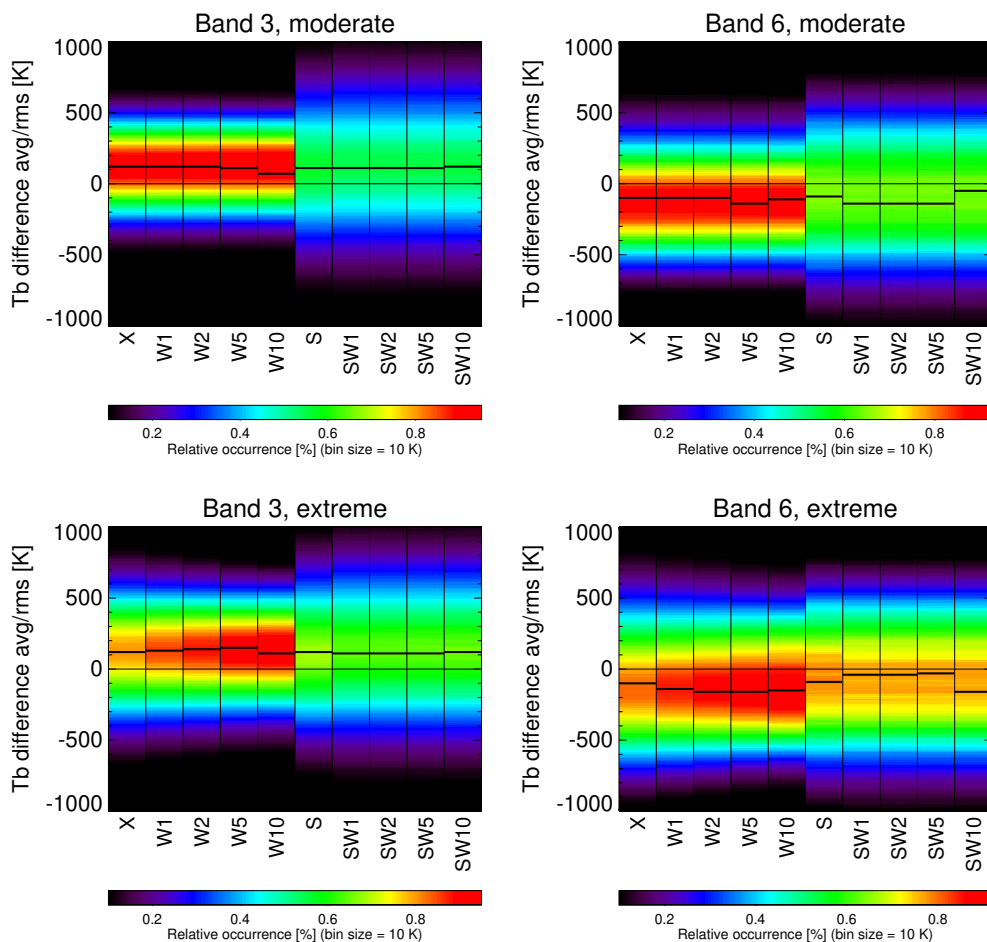 Band 3, moderate
Tb difference avg/rms [K]
1000
500
0
-500
-1000
X W1 W2 W5 W10 S SW1 SW2 SW5 SW10
0.2 0.4 0.6 0.8
Relative occurrence [%] (bin size = 10 K)
Band 6, moderate
Tb difference avg/rms [K]
1000
500
0
-500
-1000
X W1 W2 W5 W10 S SW1 SW2 SW5 SW10
0.2 0.4 0.6 0.8
Relative occurrence [%] (bin size = 10 K)
Band 3, extreme
Tb difference avg/rms [K]
1000
500
0
-500
-1000
X W1 W2 W5 W10 S SW1 SW2 SW5 SW10
0.2 0.4 0.6 0.8
Relative occurrence [%] (bin size = 10 K)
Band 6, extreme
Tb difference avg/rms [K]
1000
500
0
-500
-1000
X W1 W2 W5 W10 S SW1 SW2 SW5 SW10
0.2 0.4 0.6 0.8
Relative occurrence [%] (bin size = 10 K)